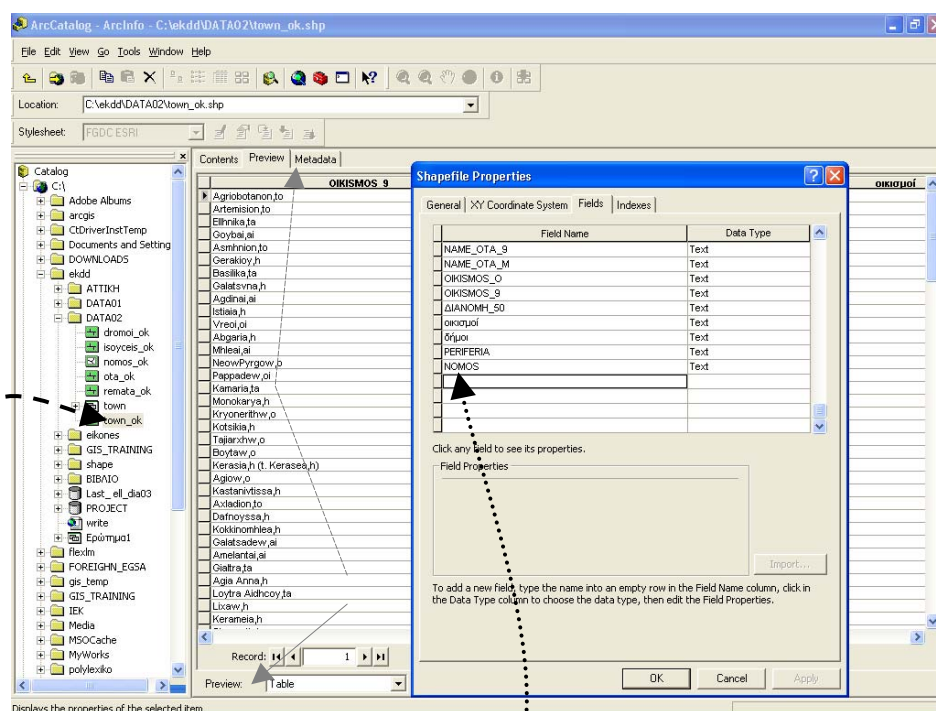 ArcCatalog - ArcInfo - C:\ekdd\DATA02\town_ok.shp
File Edit View Go Tools Window Help
Location: C:\ekdd\DATA02\town_ok.shp
Stylesheet: FGDC ESRI
Catalog
C:\
Adobe Albums
arcgis
CtDriverInstTemp
Documents and Setting
DOWNLOADS
ekdd
ATTIKH
DATA01
DATA02
dromoi_ok
isoyceis_ok
nomos_ok
ota_ok
remata_ok
town
town_ok
eikones
GIS_TRAINING
shape
ΒΙΒΛΙΟ
Last_ell_dia03
PROJECT
write
Ερώτημα1
flexlm
FOREIGHN_EGSA
gis_temp
GIS_TRAINING
IEK
Media
MSOCache
MyWorks
polylexiko
Contents Preview Metadata
OIKISMOS_9
οικισμοί
Agriobotanon,to
Artemision,to
Ellhnika,ta
Goybai,ai
Asmhnion,to
Gerakioy,h
Basilika,ta
Galatsvna,h
Agdinai,ai
Istiaia,h
Vreoi,oi
Abgaria,h
Mhleai,ai
NeowPyrgow,o
Pappadew,oi
Kamaria,ta
Monokarya,h
Kryonerithw,o
Kotsikia,h
Tajiarxhw,o
Boytaw,o
Kerasia,h (t. Kerasea,h)
Agiow,o
Kastanivtissa,h
Axladion,to
Dafnoyssa,h
Kokkinomhlea,h
Galatsadew,ai
Amelantai,ai
Gialtra,ta
Agia Anna,h
Loytra Aidhcoy,ta
Lixaw,h
Kerameia,h
Record: 1
Preview: Table
Shapefile Properties
General XY Coordinate System Fields Indexes
Field Name Data Type
NAME_OTA_9 Text
NAME_OTA_M Text
OIKISMOS_O Text
OIKISMOS_9 Text
ΔΙΑΝΟΜΗ_50 Text
οικισμοί Text
δήμοι Text
PERIFERIA Text
NOMOS Text
Click any field to see its properties.
Field Properties
Import...
To add a new field, type the name into an empty row in the Field Name column, click in
the Data Type column to choose the data type, then edit the Field Properties.
OK Cancel Apply
Displays the properties of the selected item